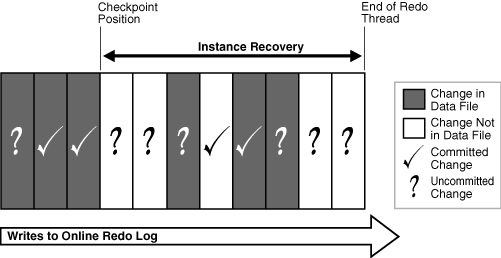 Checkpoint
Position
End of Redo
Thread
Instance Recovery
? ? ? ? ? ? ? ?
Change in
Data File
Change Not
in Data File
Committed
Change
? Uncommitted
Change
Writes to Online Redo Log